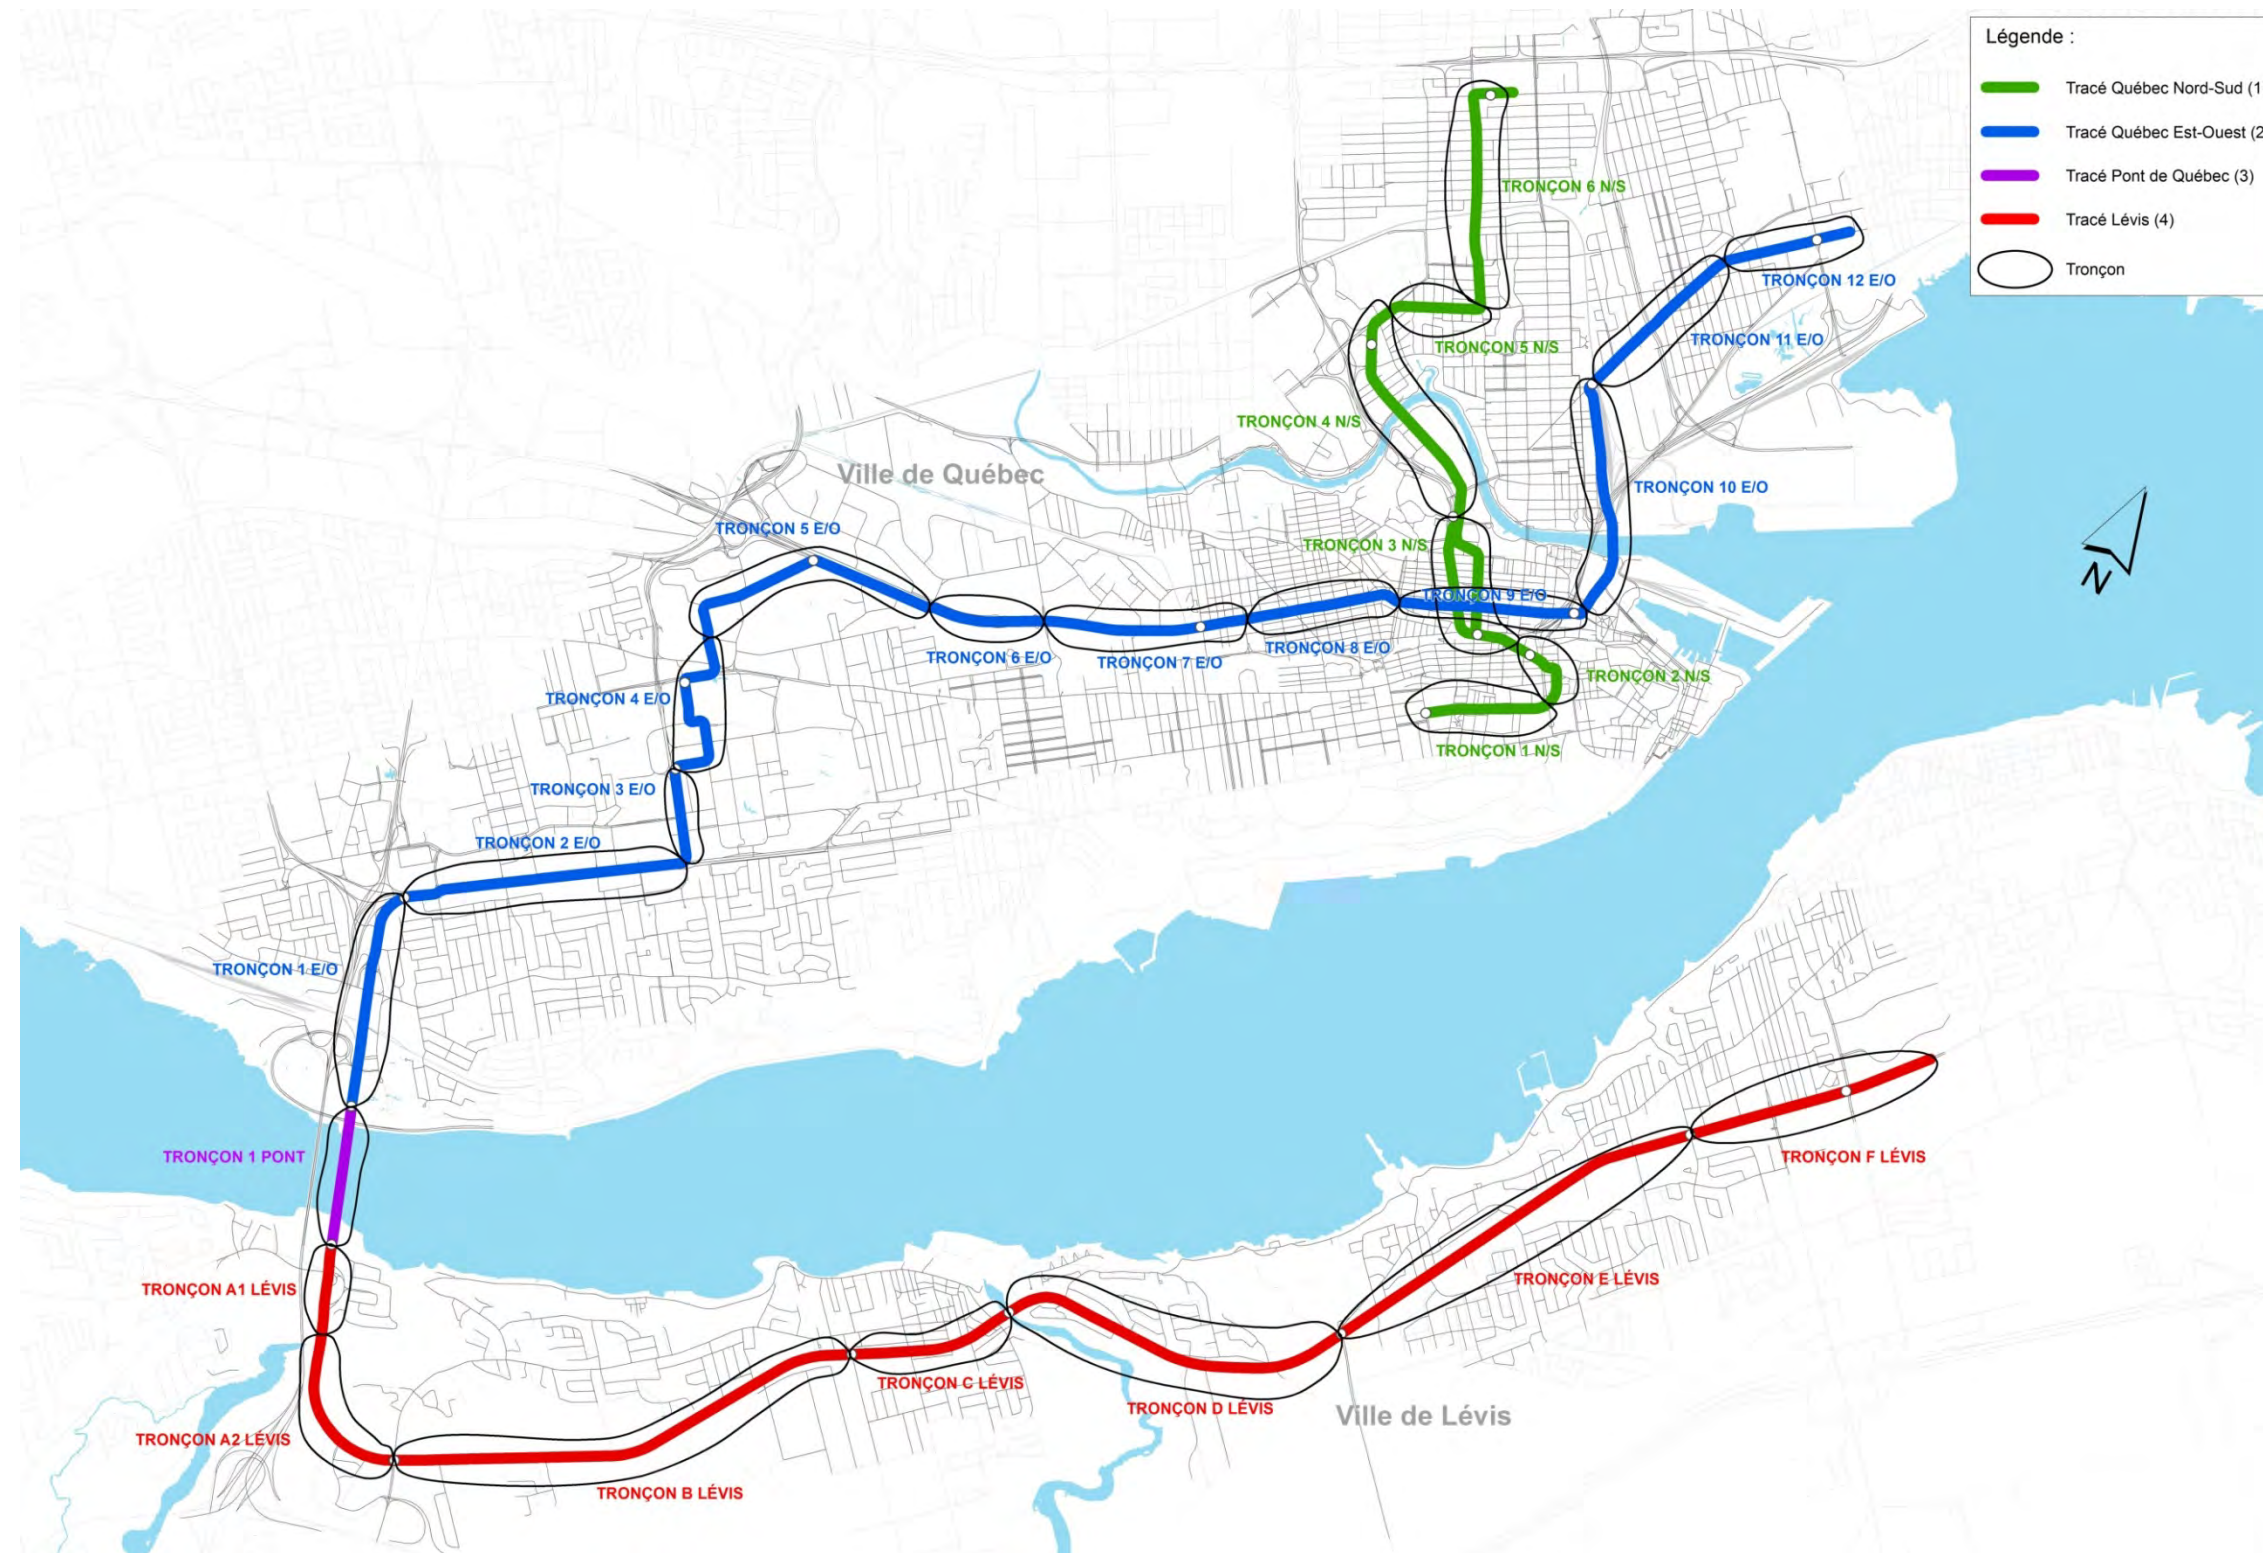 Légende :
Tracé Québec Nord-Sud (1
Tracé Québec Est-Ouest (2
Tracé Pont de Québec (3)
Tracé Lévis (4)
Tronçon
TRONÇON 6 N/S
TRONÇON 12 E/O
TRONÇON 11 E/O
TRONÇON 5 N/S
TRONÇON 4 N/S
Ville de Québec
TRONÇON 10 E/O
TRONÇON 5 E/O
TRONÇON 3 N/S
N
TRONÇON 9 E/O
TRONÇON 8 E/O
TRONÇON 6 E/O
TRONÇON 7 E/O
TRONÇON 2 N/S
TRONÇON 4 E/O
TRONÇON 1 N/S
TRONÇON 3 E/O
TRONÇON 2 E/O
TRONÇON 1 E/O
TRONÇON 1 PONT
TRONÇON F LÉVIS
TRONÇON A1 LÉVIS
TRONÇON E LÉVIS
TRONÇON C LÉVIS
TRONÇON D LÉVIS
Ville de Lévis
TRONÇON A2 LÉVIS
TRONÇON B LÉVIS